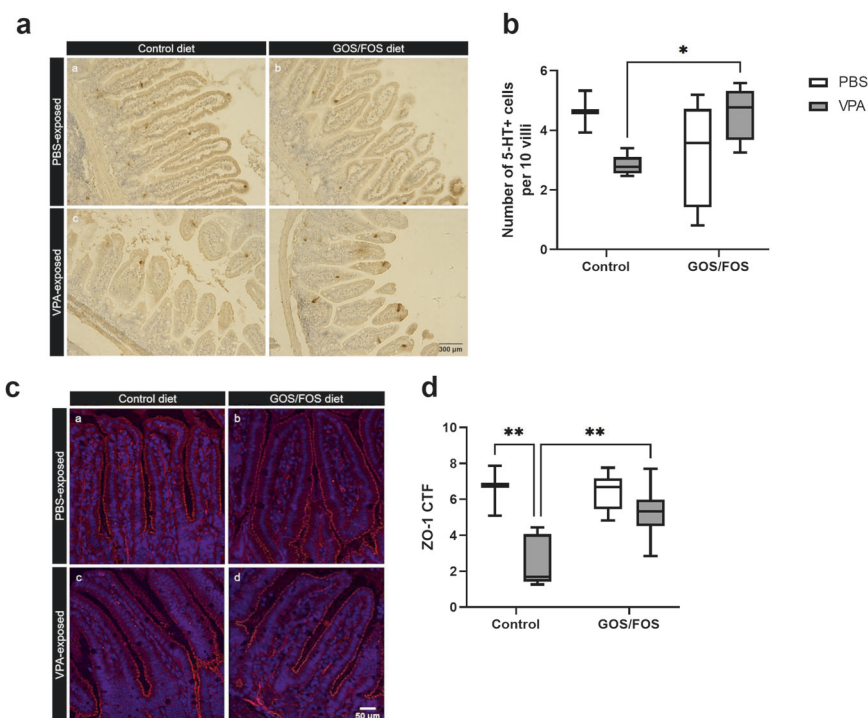 a
Control diet
GOS/FOS diet
PBS-exposed
VPA-exposed
a
b
c
300 µm
b
*
Number of 5-HT+ cells
per 10 villi
6
4
2
0
Control
GOS/FOS
PBS
VPA
c
Control diet
GOS/FOS diet
PBS-exposed
VPA-exposed
a
b
c
d
50 µm
d
**
**
ZO-1 CTF
10
8
6
4
2
0
Control
GOS/FOS